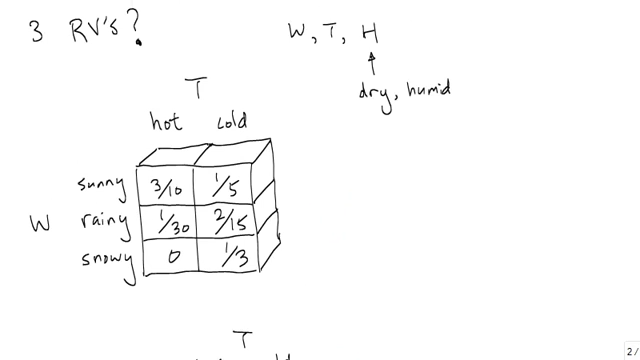 3 RV's?
W, T, H
dry, humid
T
hot cold
sunny 3/10 1/5
W rainy 1/30 2/15
snowy 0 1/3
T
2/